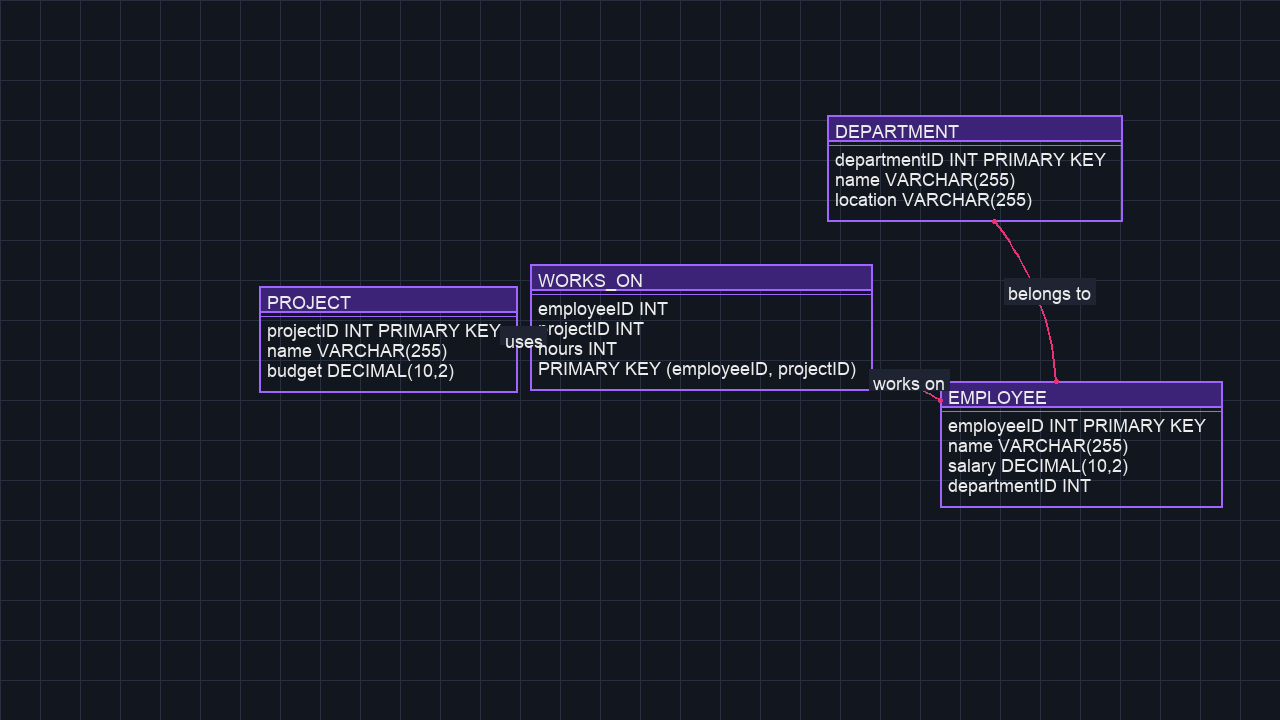 DEPARTMENT
departmentID INT PRIMARY KEY
name VARCHAR(255)
location VARCHAR(255)
belongs to
PROJECT
projectID INT PRIMARY KEY
name VARCHAR(255)
budget DECIMAL(10,2)
uses
WORKS_ON
employeeID INT
projectID INT
hours INT
PRIMARY KEY (employeeID, projectID)
works on
EMPLOYEE
employeeID INT PRIMARY KEY
name VARCHAR(255)
salary DECIMAL(10,2)
departmentID INT